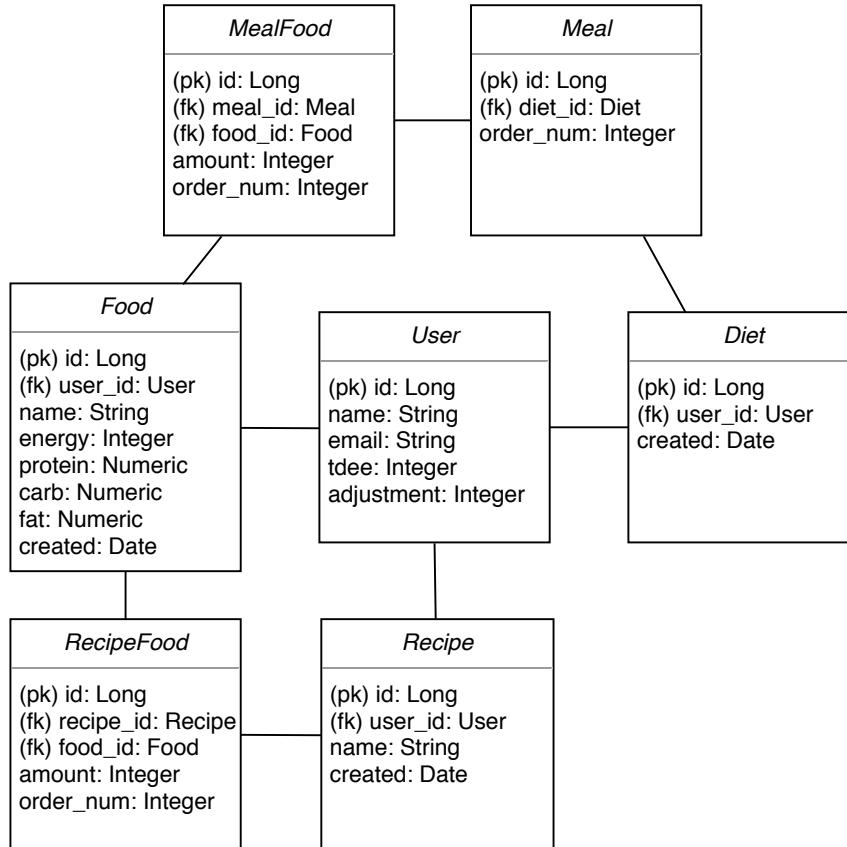 MealFood
(pk) id: Long
(fk) meal_id: Meal
(fk) food_id: Food
amount: Integer
order_num: Integer
Meal
(pk) id: Long
(fk) diet_id: Diet
order_num: Integer
Food
(pk) id: Long
(fk) user_id: User
name: String
energy: Integer
protein: Numeric
carb: Numeric
fat: Numeric
created: Date
User
(pk) id: Long
name: String
email: String
tdee: Integer
adjustment: Integer
Diet
(pk) id: Long
(fk) user_id: User
created: Date
RecipeFood
(pk) id: Long
(fk) recipe_id: Recipe
(fk) food_id: Food
amount: Integer
order_num: Integer
Recipe
(pk) id: Long
(fk) user_id: User
name: String
created: Date